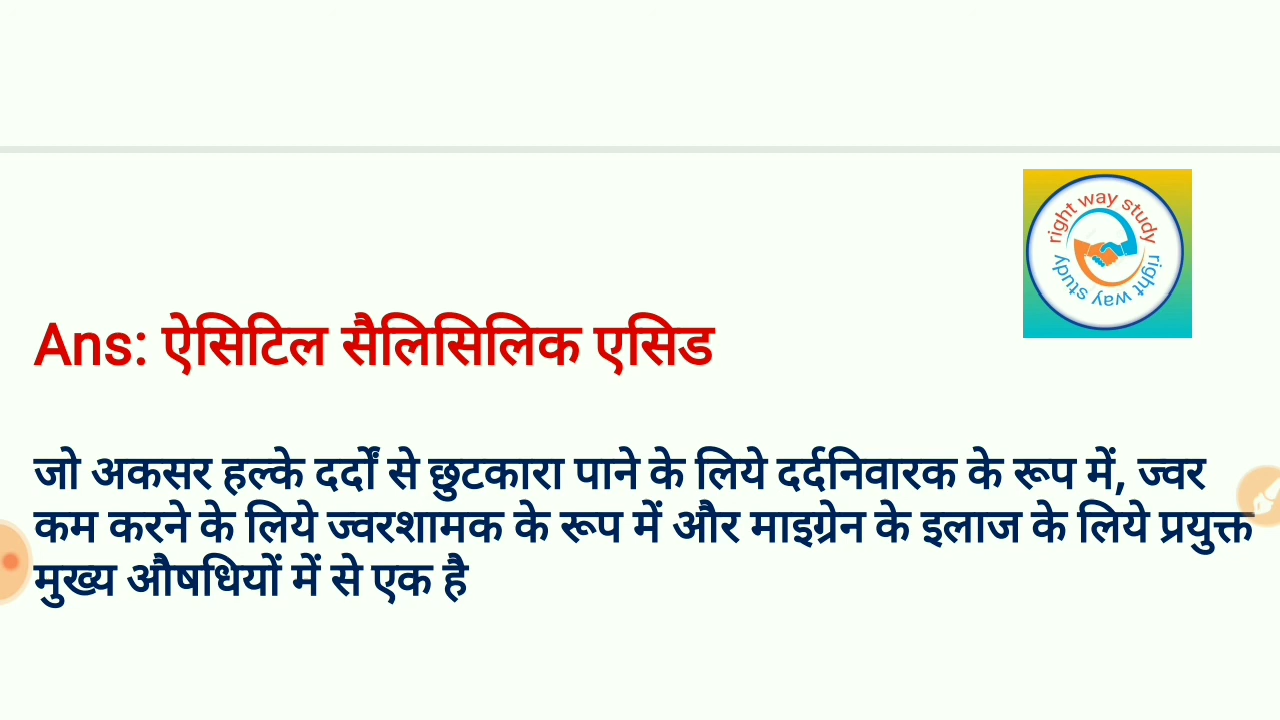 right way study
right way study
Ans: ऐसिटिल सैलिसिलिक एसिड
जो अकसर हल्के दर्दों से छुटकारा पाने के लिये दर्दनिवारक के रूप में, ज्वर
कम करने के लिये ज्वरशामक के रूप में और माइग्रेन के इलाज के लिये प्रयुक्त
मुख्य औषधियों में से एक है